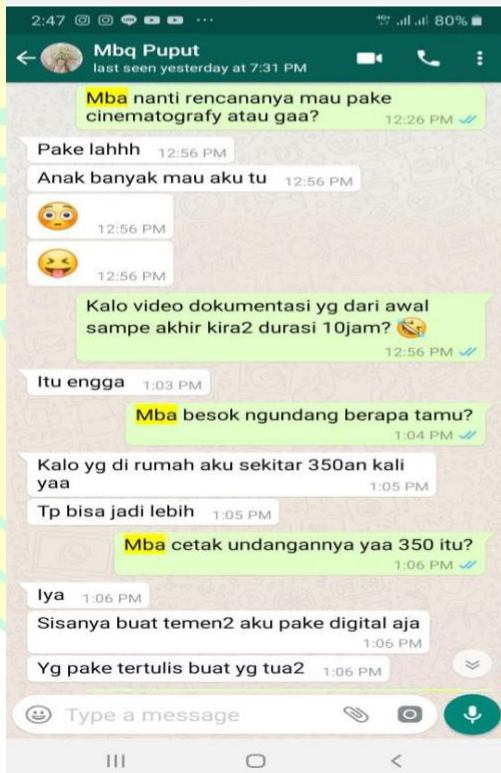 2:47 ... 80%
Mbq Puput
last seen yesterday at 7:31 PM
Mba nanti rencananya mau pake
cinematografy atau gaa? 12:26 PM
Pake lahhh 12:56 PM
Anak banyak mau aku tu 12:56 PM
12:56 PM
12:56 PM
Kalo video dokumentasi yg dari awal
sampe akhir kira2 durasi 10jam?
12:56 PM
Itu engga 1:03 PM
Mba besok ngundang berapa tamu?
1:04 PM
Kalo yg di rumah aku sekitar 350an kali
yaa 1:05 PM
Tp bisa jadi lebih 1:05 PM
Mba cetak undangannya yaa 350 itu?
1:06 PM
Iya 1:06 PM
Sisanya buat temen2 aku pake digital aja
1:06 PM
Yg pake tertulis buat yg tua2 1:06 PM
Type a message